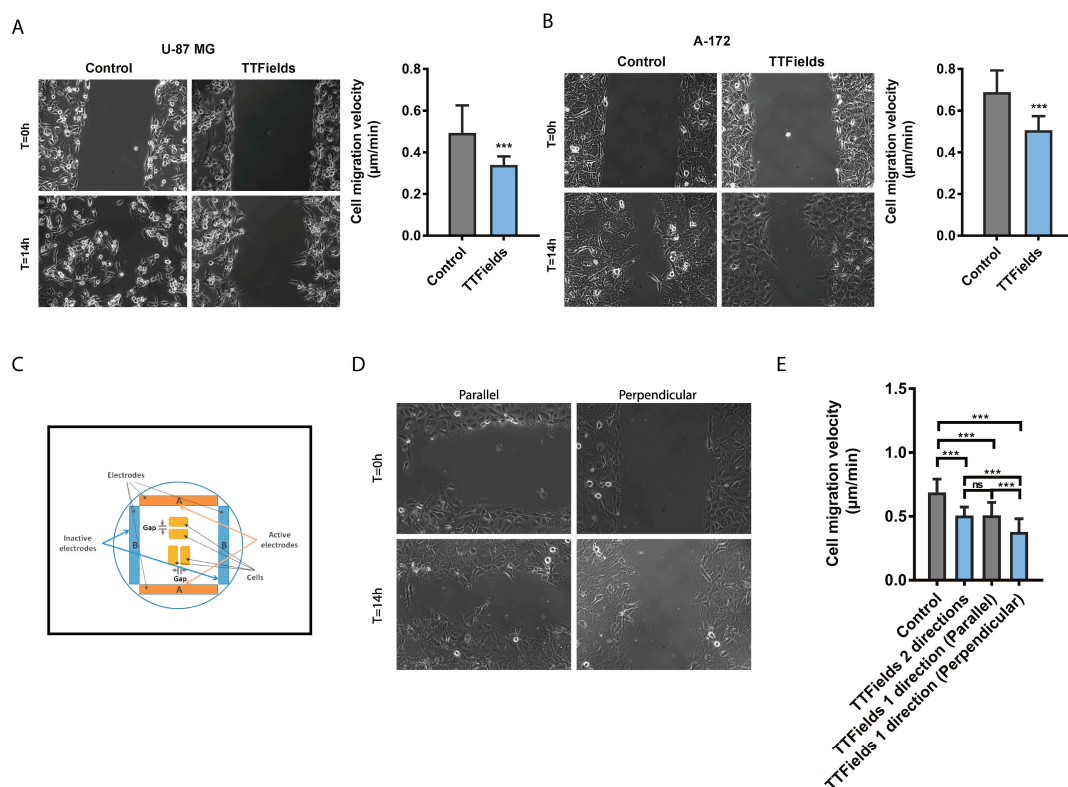 A
U-87 MG
Control
TTFields
T=0h
T=14h
Cell migration velocity
(µm/min)
0.8
0.6
0.4
0.2
0.0
***
Control
TTFields
B
A-172
Control
TTFields
T=0h
T=14h
Cell migration velocity
(µm/min)
0.8
0.6
0.4
0.2
0.0
***
Control
TTFields
C
Electrodes
A
Gap
B
B
Inactive
electrodes
Active
electrodes
Gap
Cells
A
D
Parallel
Perpendicular
T=0h
T=14h
E
Cell migration velocity
(µm/min)
1.5
1.0
0.5
0.0
***
***
***
***
ns
***
Control
TTFields 2 directions
TTFields 1 direction (Parallel)
TTFields 1 direction (Perpendicular)